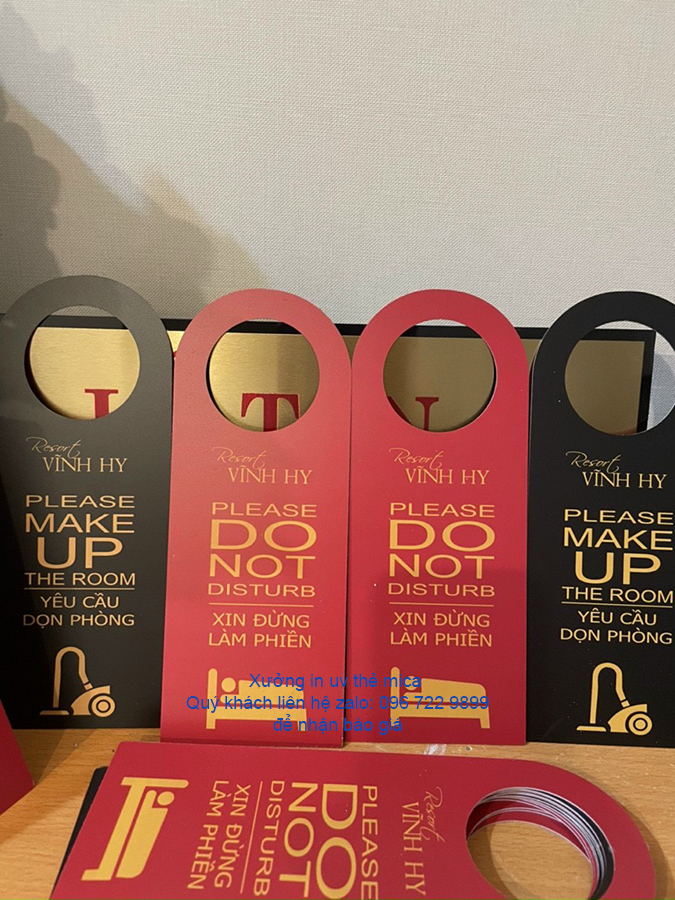 Resort
VĨNH HY
PLEASE
MAKE
UP
THE ROOM
YÊU CẦU
DỌN PHÒNG
Resort
VĨNH HY
PLEASE
DO
NOT
DISTURB
XIN ĐỪNG
LÀM PHIỀN
Resort
VĨNH HY
PLEASE
DO
NOT
DISTURB
XIN ĐỪNG
LÀM PHIỀN
Resort
VĨNH HY
PLEASE
MAKE
UP
THE ROOM
YÊU CẦU
DỌN PHÒNG
Xưởng in uv thẻ mica
Quý khách liên hệ zalo: 096 722 9899
để nhận báo giá
Resort
VĨNH HY
PLEASE
DO
NOT
DISTURB
XIN ĐỪNG
LÀM PHIỀN